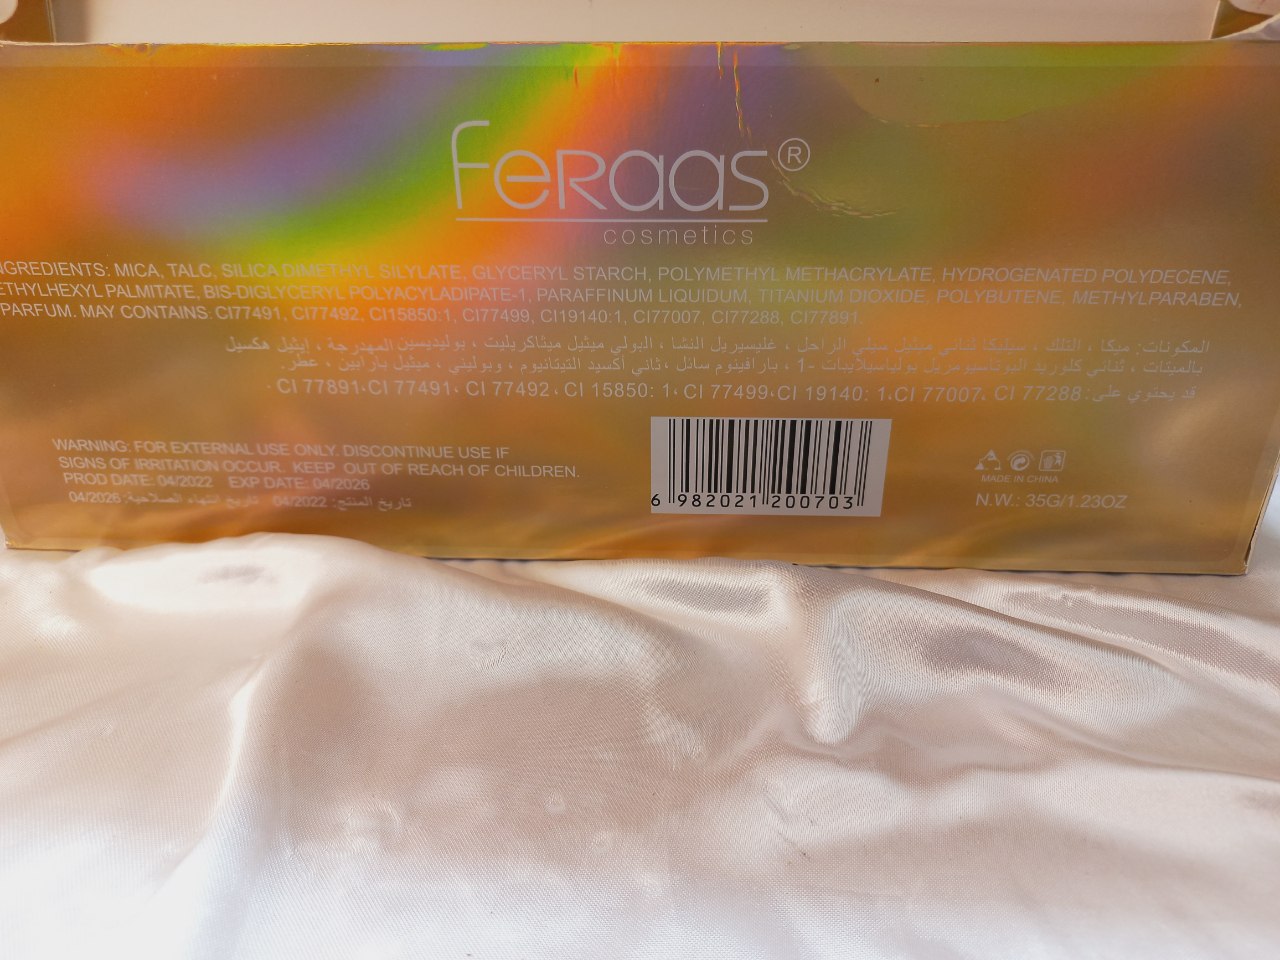 feraas®
cosmetics
NGREDIENTS: MICA, TALC, SILICA DIMETHYL SILYLATE, GLYCERYL STARCH, POLYMETHYL METHACRYLATE, HYDROGENATED POLYDECENE,
ETHYLHEXYL PALMITATE, BIS-DIGLYCERYL POLYACYLADIPATE-1, PARAFFINUM LIQUIDUM, TITANIUM DIOXIDE, POLYBUTENE, METHYLPARABEN,
PARFUM. MAY CONTAINS: CI77491, CI77492, CI15850:1, CI77499, CI19140:1, CI77007, CI77288, CI77891.
المكونات: ميكا ، التلك ، سيليكا ثنائي ميثيل سيلي الراحل ، غليسيريل النشا ، البولي ميثيل ميثاكريليت ، بوليديسين المهدرجة ، إيثيل هكسيل
بالميتات ، ثنائي كلوريد البوتاسيومريل بولياسيلاديبات -1 ، بارافينوم سائل ، ثاني أكسيد التيتانيوم ، وبوليني ، ميثيل بارابين ، عطر.
قد يحتوي على: CI 77891، CI 77491، CI 77492، CI 15850: 1، CI 77499، CI 19140: 1، CI 77007، CI 77288.
WARNING: FOR EXTERNAL USE ONLY. DISCONTINUE USE IF
SIGNS OF IRRITATION OCCUR. KEEP OUT OF REACH OF CHILDREN.
PROD DATE: 04/2022 EXP DATE: 04/2026
تاريخ المنتج: 04/2022 تاريخ انتهاء الصلاحية: 04/2026
6 982021 200703
MADE IN CHINA
N.W.: 35G/1.23OZ